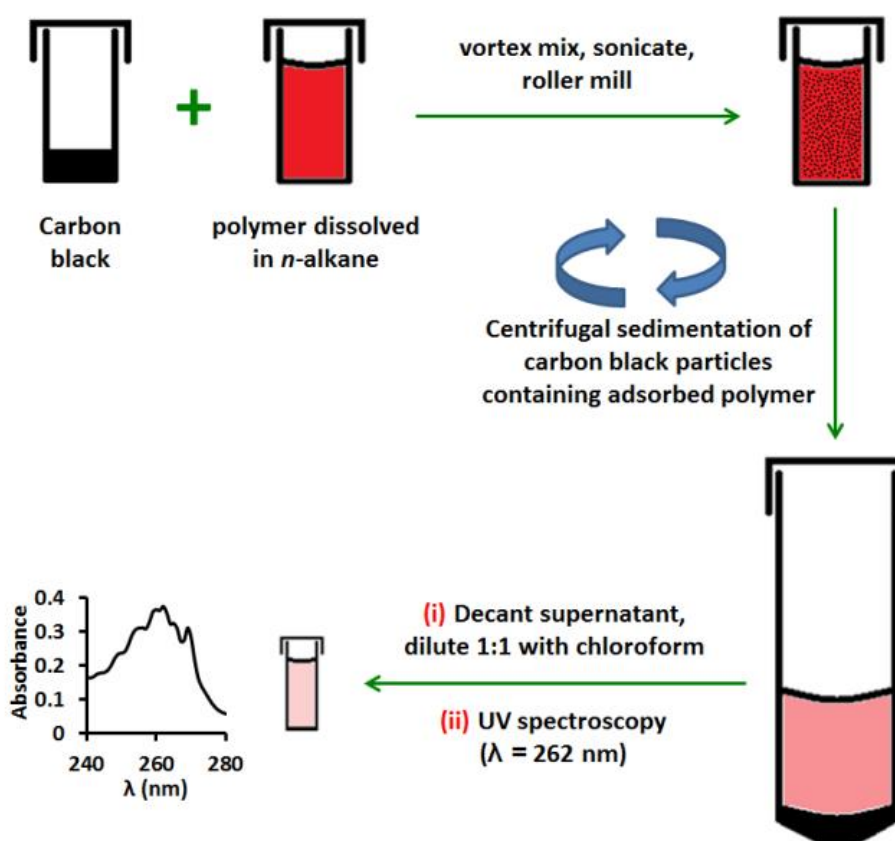 vortex mix, sonicate,
roller mill
+
Carbon
black
polymer dissolved
in n-alkane
Centrifugal sedimentation of
carbon black particles
containing adsorbed polymer
(i) Decant supernatant,
dilute 1:1 with chloroform
(ii) UV spectroscopy
(λ = 262 nm)
Absorbance
0.4
0.3
0.2
0.1
0
240 260 280
λ (nm)